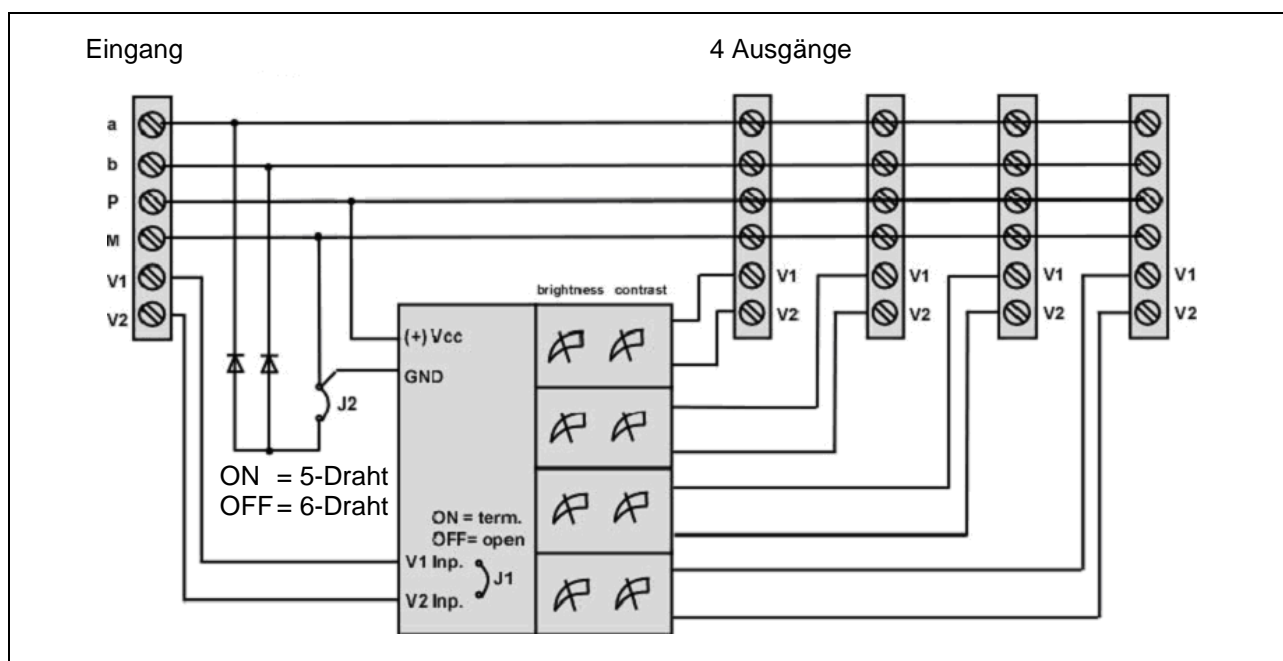 Eingang
4 Ausgänge
a
b
P
M
V1
V2
brightness contrast
V1
V2
V1
V2
V1
V2
V1
V2
(+) Vcc
GND
J2
ON = 5-Draht
OFF = 6-Draht
ON = term.
OFF= open
V1 Inp.
J1
V2 Inp.